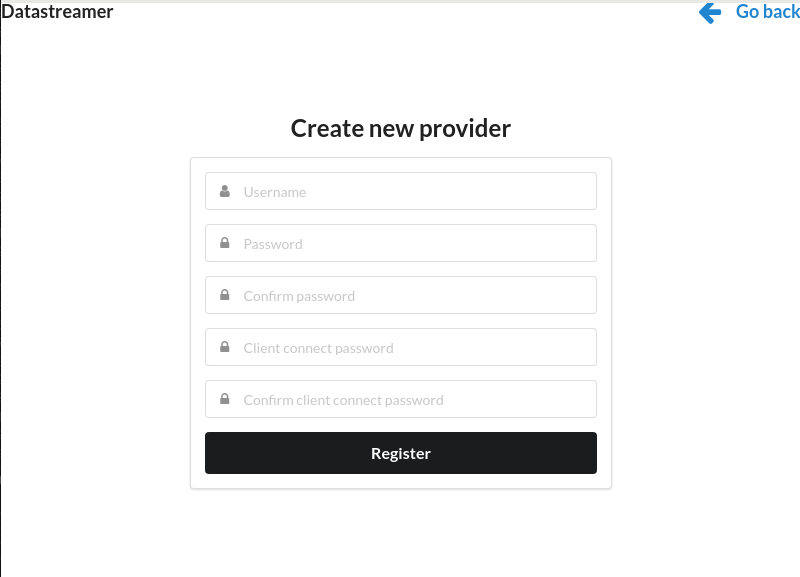 Datastreamer
Go back
Create new provider
Username
Password
Confirm password
Client connect password
Confirm client connect password
Register